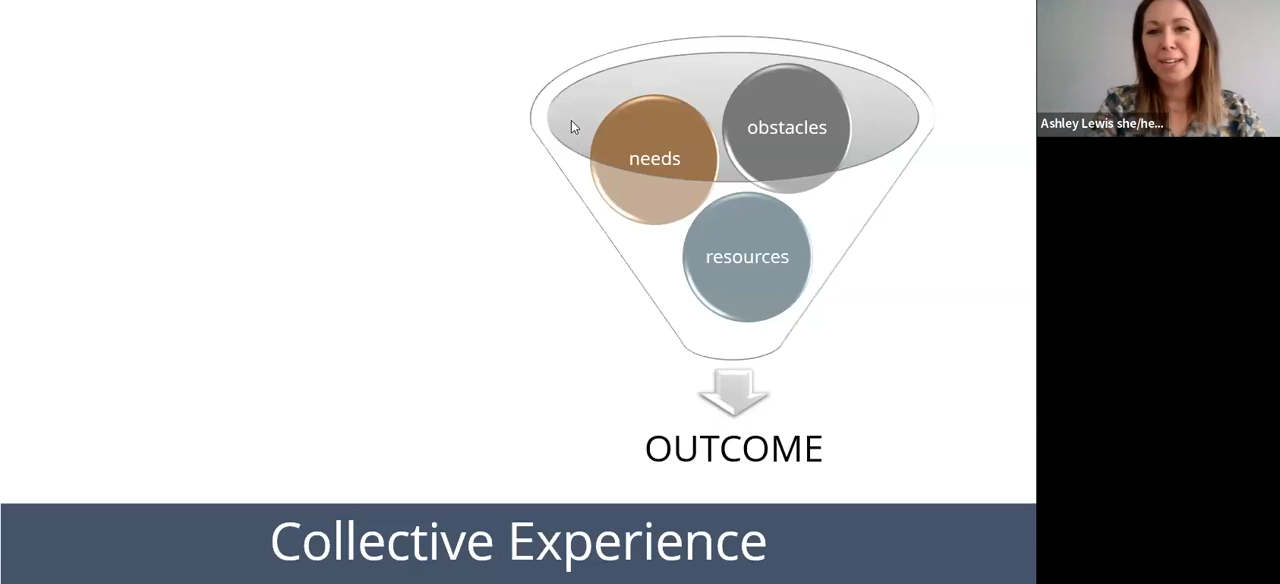 obstacles
needs
resources
OUTCOME
Collective Experience
Ashley Lewis she/he...